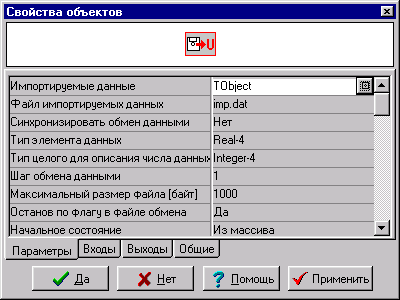 Свойства объектов
U
Импортируемые данные TObject
Файл импортируемых данных imp.dat
Синхронизировать обмен данными Нет
Тип элемента данных Real-4
Тип целого для описания числа данных Integer-4
Шаг обмена данными 1
Максимальный размер файла [байт] 1000
Останов по флагу в файле обмена Да
Начальное состояние Из массива
Параметры Входы Выходы Общие
Да Нет Помощь Применить